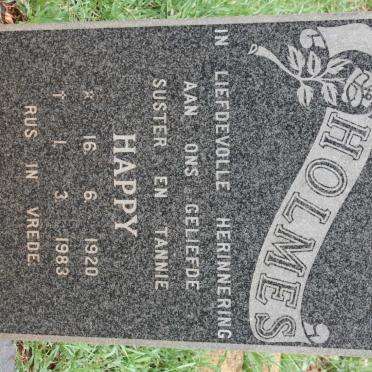 HOLMES
IN LIEFDEVOLLE HERINNERING
AAN ONS GELIEFDE
SUSTER EN TANNIE
HAPPY
* 16. 6. 1920
† 1. 3. 1983
RUS IN VREDE.